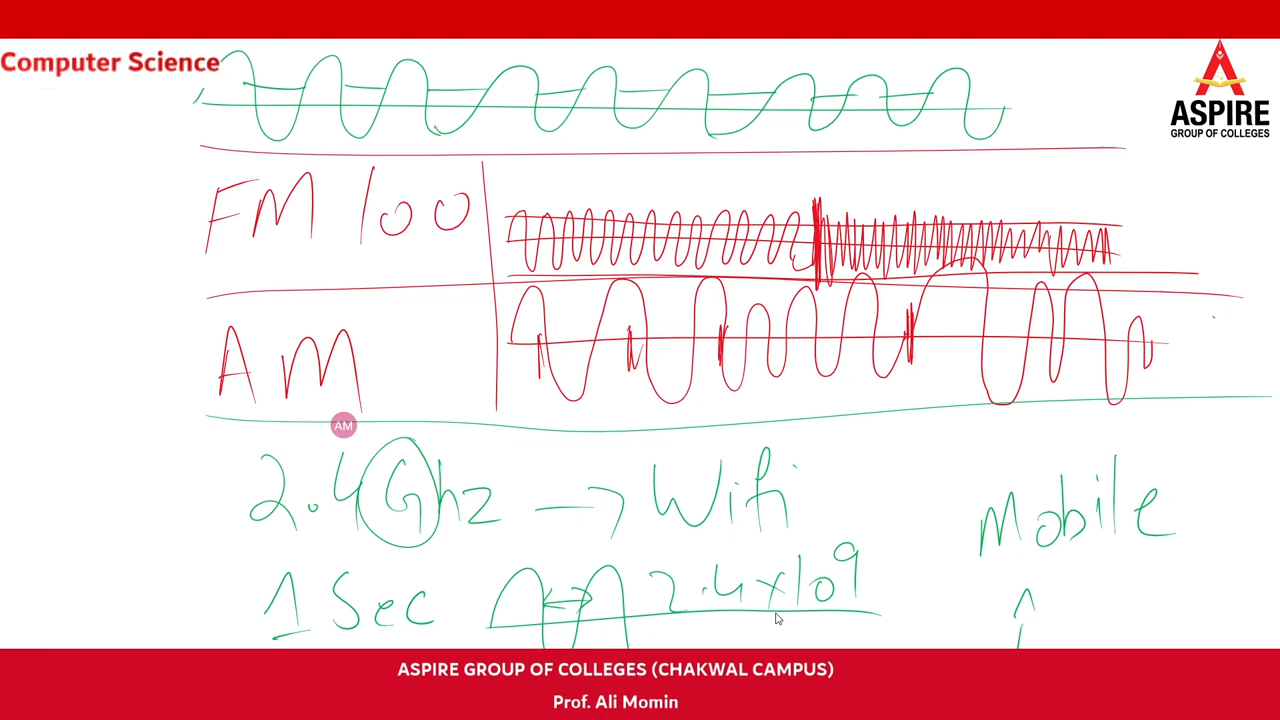 Computer Science
ASPIRE
GROUP OF COLLEGES
FM 100
AM
AM
2.4 Ghz → Wifi
Mobile
1 Sec
2.4 x 10⁹
ASPIRE GROUP OF COLLEGES (CHAKWAL CAMPUS)
Prof. Ali Momin